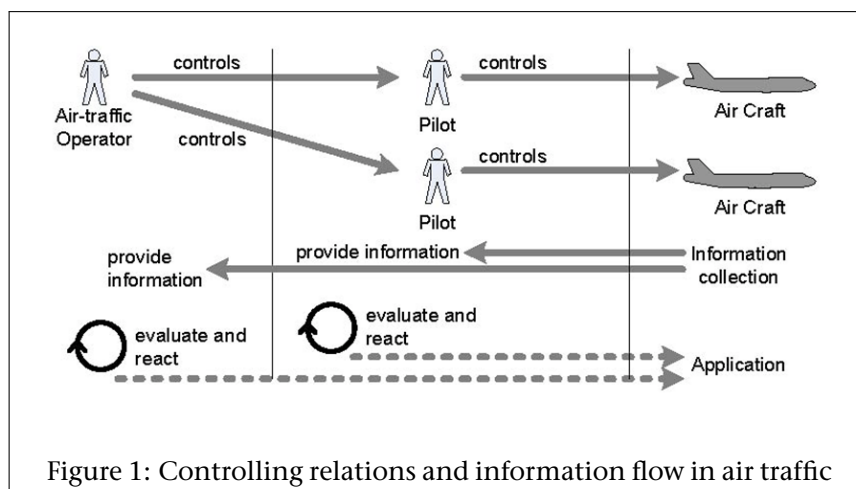 controls
controls
Air-traffic
Operator
Pilot
Air Craft
controls
controls
Pilot
Air Craft
provide
information
provide information
Information
collection
evaluate and
react
evaluate and
react
Application
Figure 1: Controlling relations and information flow in air traffic